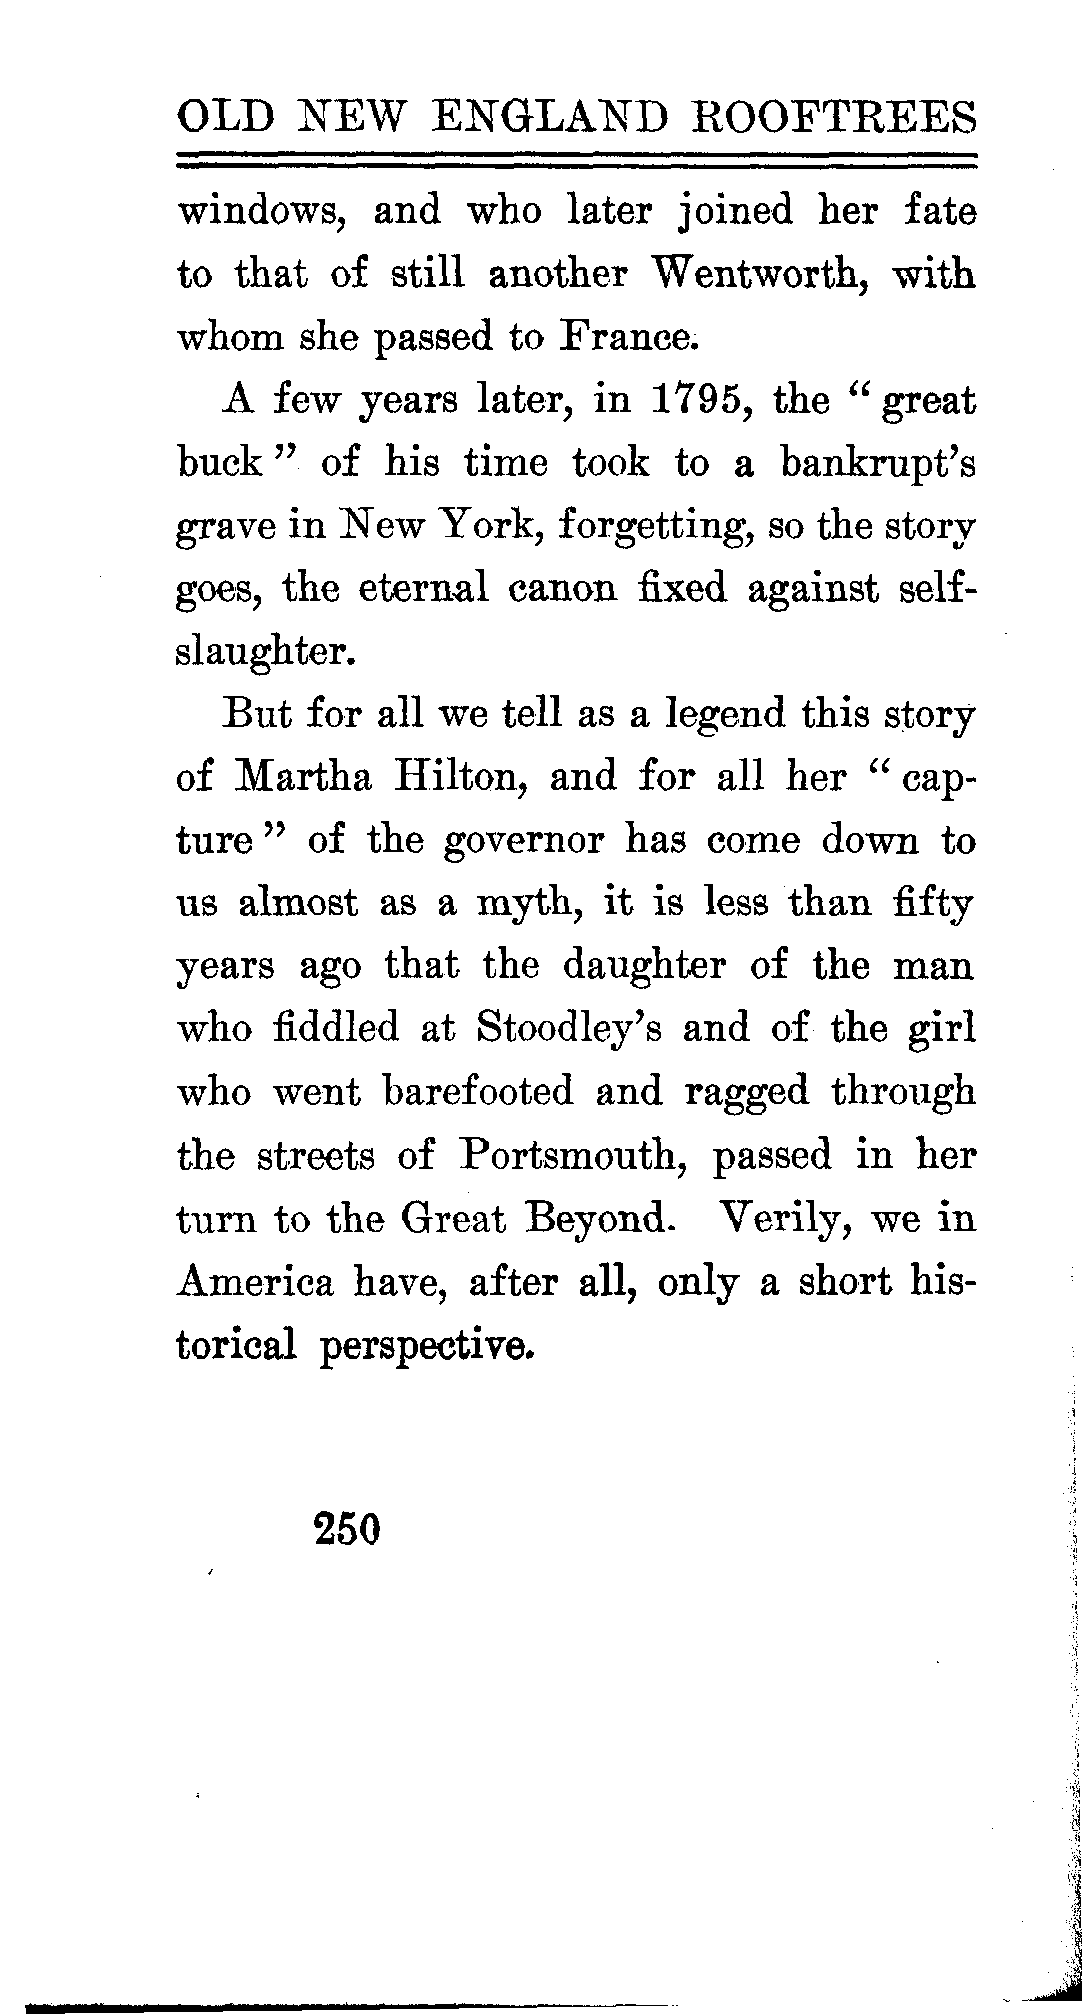 OLD NEW ENGLAND ROOFTREES
windows, and who later joined her fate
to that of still another Wentworth, with
whom she passed to France.
A few years later, in 1795, the " great
buck " of his time took to a bankrupt's
grave in New York, forgetting, so the story
goes, the eternal canon fixed against self-
slaughter.
But for all we tell as a legend this story
of Martha Hilton, and for all her " cap-
ture " of the governor has come down to
us almost as a myth, it is less than fifty
years ago that the daughter of the man
who fiddled at Stoodley's and of the girl
who went barefooted and ragged through
the streets of Portsmouth, passed in her
turn to the Great Beyond. Verily, we in
America have, after all, only a short his-
torical perspective.
250